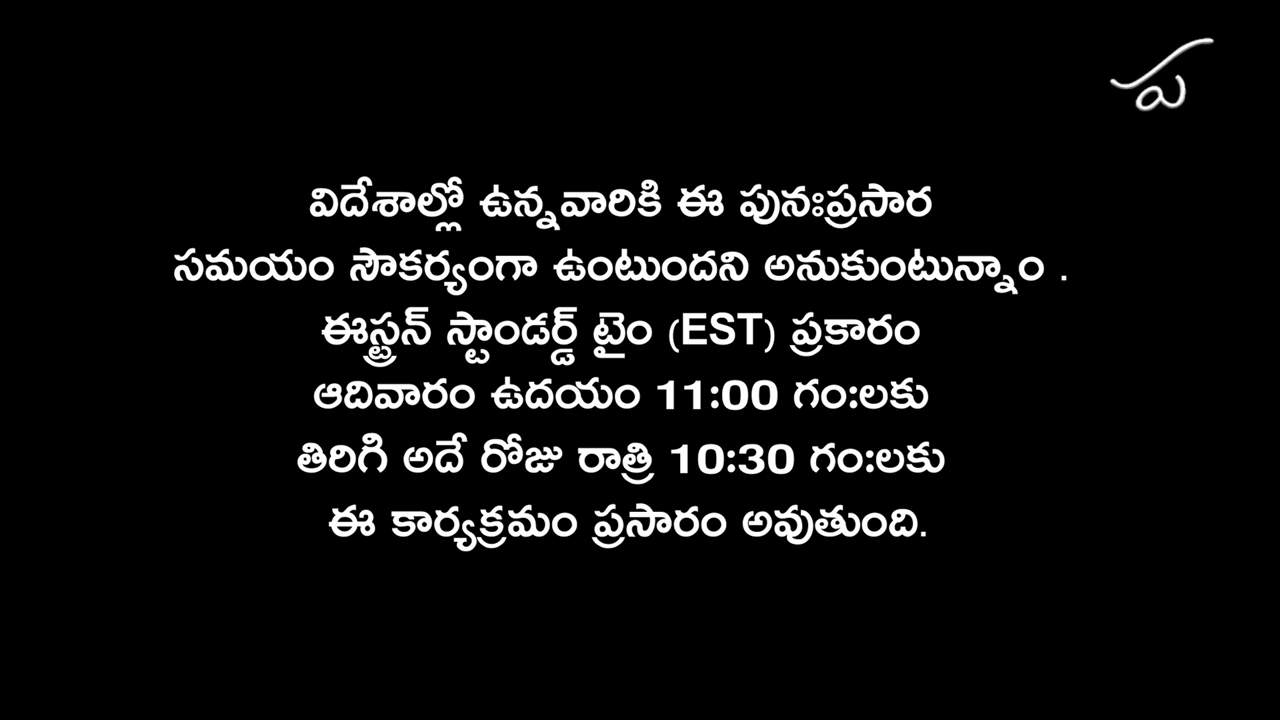 ప
విదేశాల్లో ఉన్నవారికి ఈ పునఃప్రసార
సమయం సౌకర్యంగా ఉంటుందని అనుకుంటున్నాం .
ఈస్ట్రన్ స్టాండర్డ్ టైం (EST) ప్రకారం
ఆదివారం ఉదయం 11:00 గం:లకు
తిరిగి అదే రోజు రాత్రి 10:30 గం:లకు
ఈ కార్యక్రమం ప్రసారం అవుతుంది.